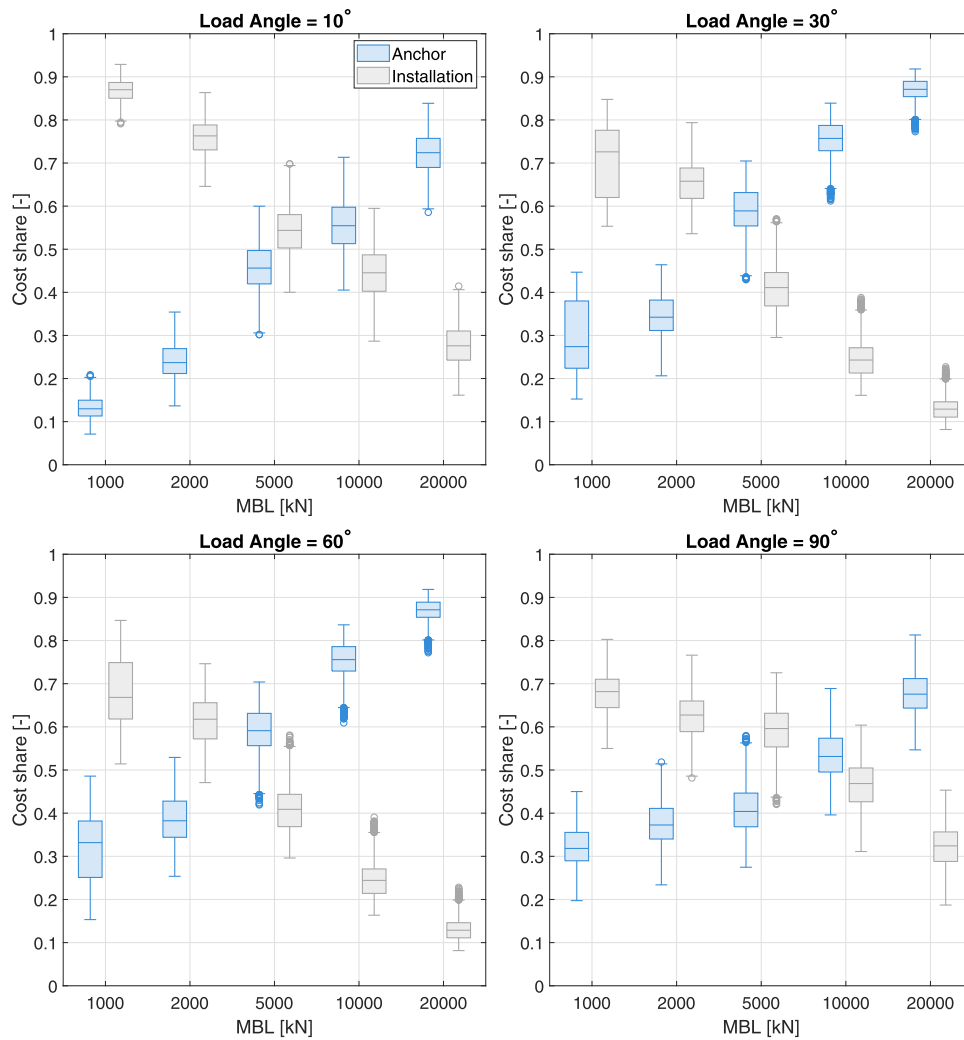 Load Angle = 10°
Cost share [-]
1
0.9
0.8
0.7
0.6
0.5
0.4
0.3
0.2
0.1
0
Anchor
Installation
1000 2000 5000 10000 20000
MBL [kN]
Load Angle = 30°
Cost share [-]
1
0.9
0.8
0.7
0.6
0.5
0.4
0.3
0.2
0.1
0
1000 2000 5000 10000 20000
MBL [kN]
Load Angle = 60°
Cost share [-]
1
0.9
0.8
0.7
0.6
0.5
0.4
0.3
0.2
0.1
0
1000 2000 5000 10000 20000
MBL [kN]
Load Angle = 90°
Cost share [-]
1
0.9
0.8
0.7
0.6
0.5
0.4
0.3
0.2
0.1
0
1000 2000 5000 10000 20000
MBL [kN]